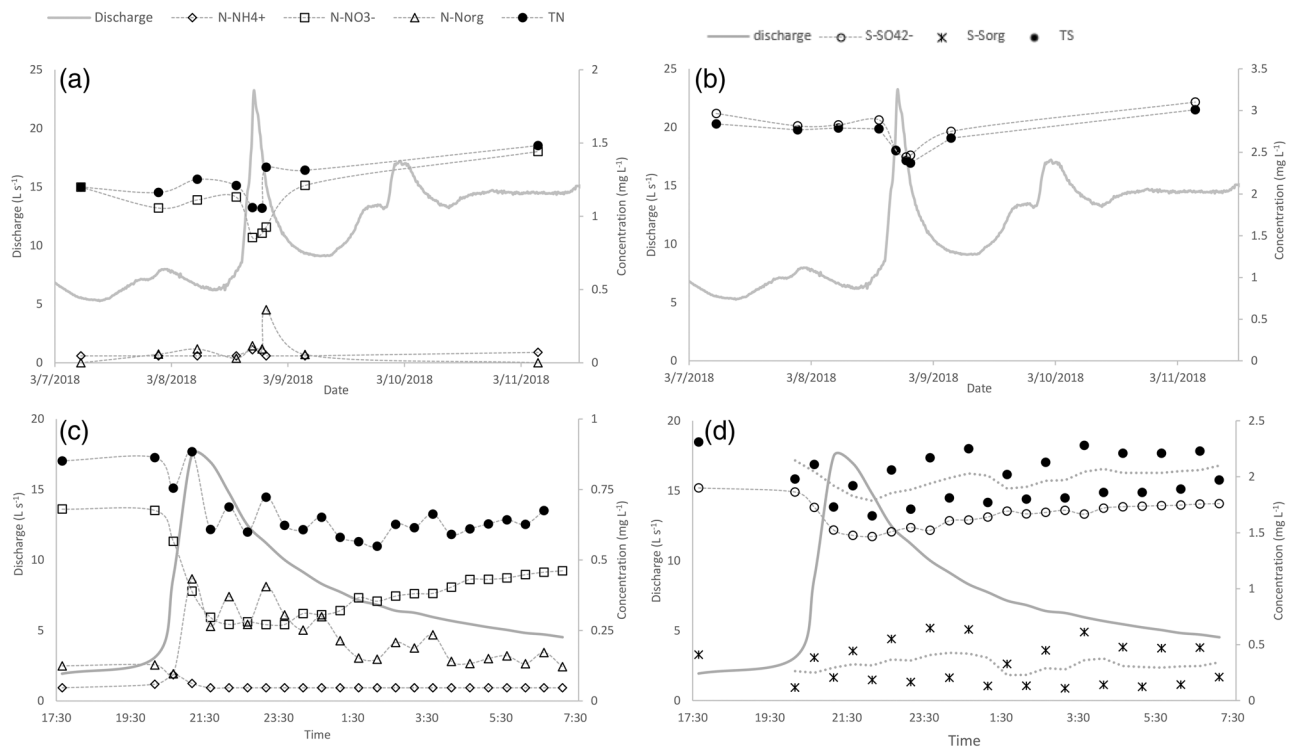 Discharge N-NH4+ N-NO3- N-Norg TN
discharge S-SO42- S-Sorg TS
(a)
25
20
15
10
5
0
Discharge (L s⁻¹)
2
1.5
1
0.5
0
Concentration (mg L⁻¹)
3/7/2018 3/8/2018 3/9/2018 3/10/2018 3/11/2018
Date
(b)
25
20
15
10
5
0
Discharge (L s⁻¹)
3.5
3
2.5
2
1.5
1
0.5
0
Concentration (mg L⁻¹)
3/7/2018 3/8/2018 3/9/2018 3/10/2018 3/11/2018
Date
(c)
20
15
10
5
0
Discharge (L s⁻¹)
1
0.75
0.5
0.25
0
Concentration (mg L⁻¹)
17:30 19:30 21:30 23:30 1:30 3:30 5:30 7:30
Time
(d)
20
15
10
5
0
Discharge (L s⁻¹)
2.5
2
1.5
1
0.5
0
Concentration (mg L⁻¹)
17:30 19:30 21:30 23:30 1:30 3:30 5:30 7:30
Time